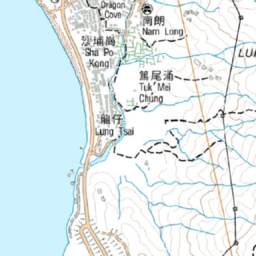 Dragon
Cove
南朗
Nam Long
沙埔崗
Sha Po
Kong
篤尾涌
Tuk Mei
Chung
龍仔
Lung Tsai
LU